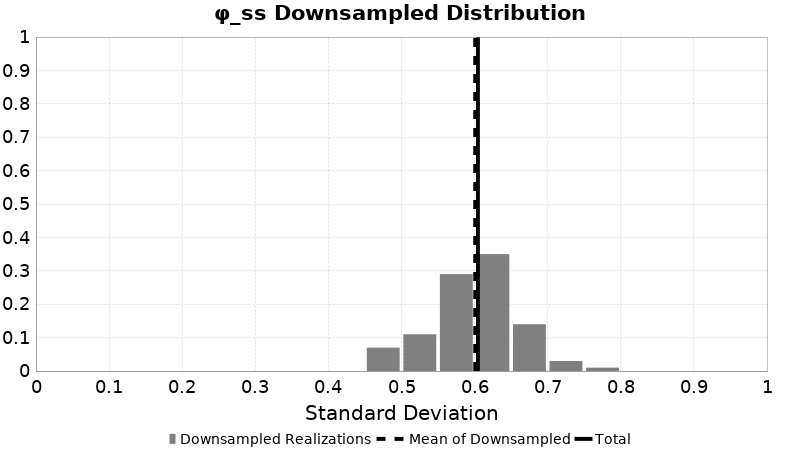 φ_ss Downsampled Distribution
1
0.9
0.8
0.7
0.6
0.5
0.4
0.3
0.2
0.1
0
0 0.1 0.2 0.3 0.4 0.5 0.6 0.7 0.8 0.9 1
Standard Deviation
Downsampled Realizations Mean of Downsampled Total